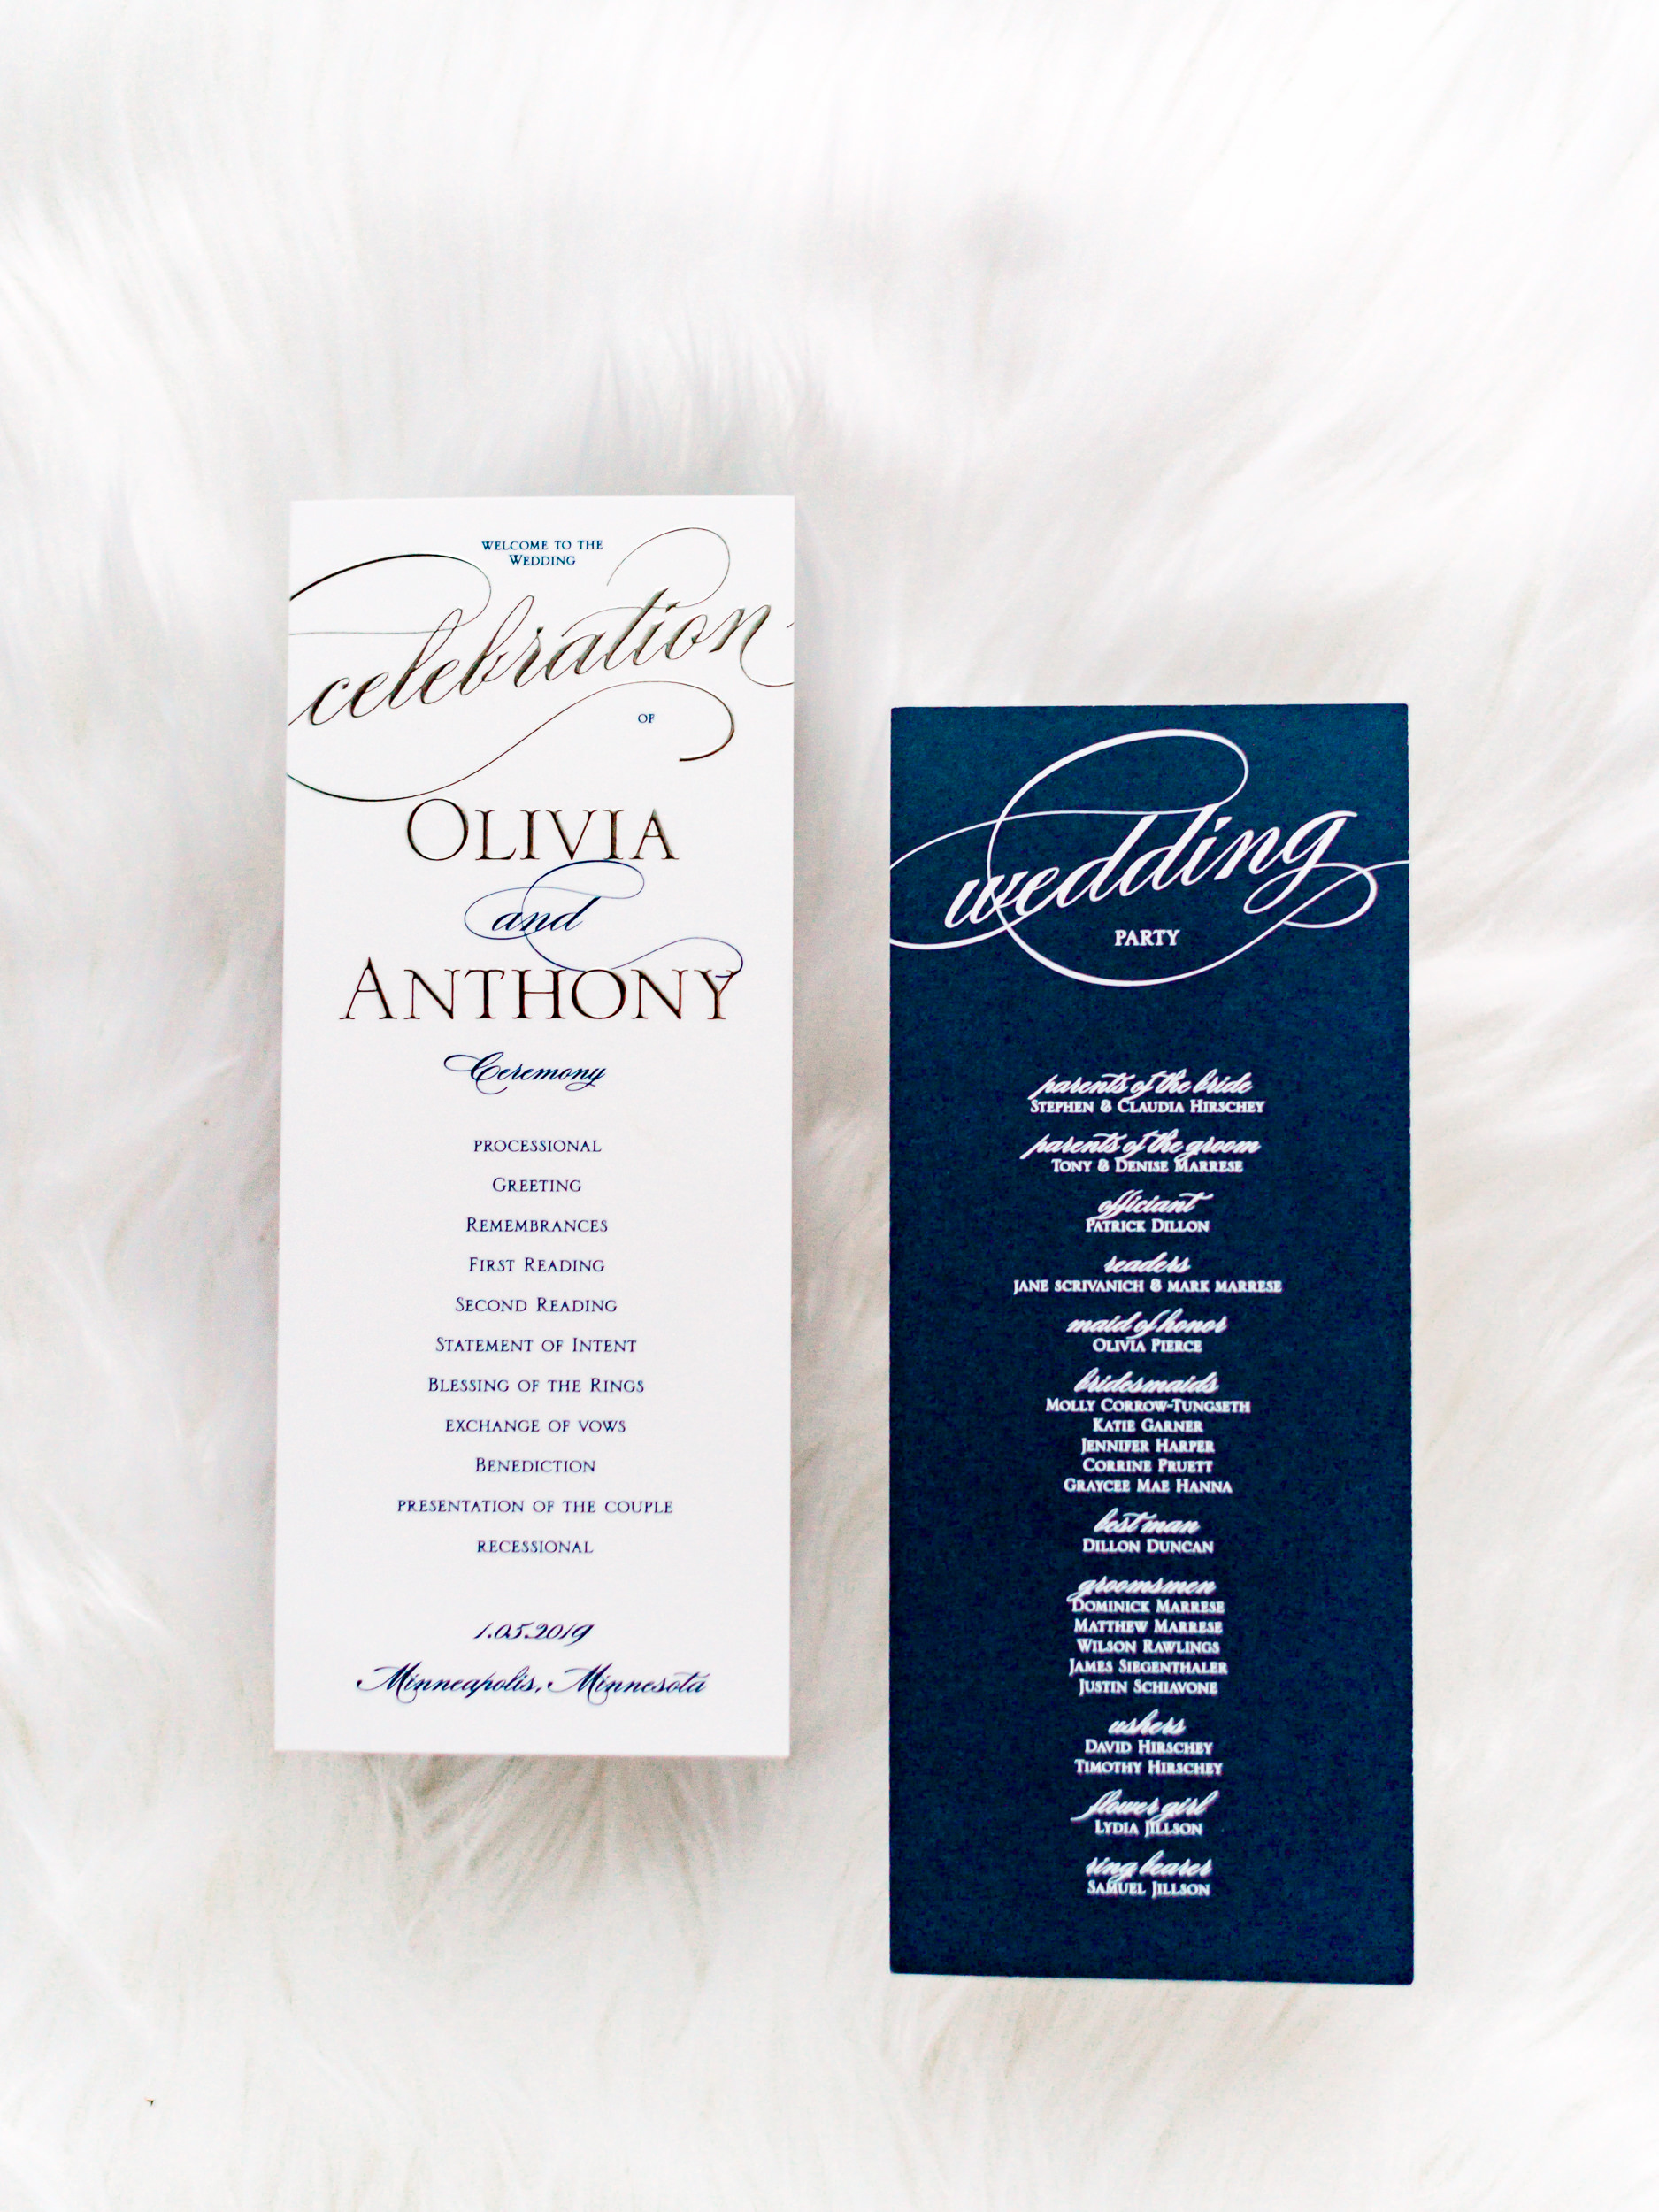 WELCOME TO THE
WEDDING
celebration
OF
OLIVIA
and
ANTHONY
Ceremony
PROCESSIONAL
GREETING
REMEMBRANCES
FIRST READING
SECOND READING
STATEMENT OF INTENT
BLESSING OF THE RINGS
EXCHANGE OF VOWS
BENEDICTION
PRESENTATION OF THE COUPLE
RECESSIONAL
1.05.2019
Minneapolis, Minnesota
wedding
PARTY
parents of the bride
STEPHEN & CLAUDIA HIRSCHEY
parents of the groom
TONY & DENISE MARRESE
officiant
PATRICK DILLON
readers
JANE SCRIVANICH & MARK MARRESE
maid of honor
OLIVIA PIERCE
bridesmaids
MOLLY CORROW-TUNGSETH
KATIE GARNER
JENNIFER HARPER
CORRINE PRUETT
GRAYCEE MAE HANNA
best man
DILLON DUNCAN
groomsmen
DOMINICK MARRESE
MATTHEW MARRESE
WILSON RAWLINGS
JAMES SIEGENTHALER
JUSTIN SCHIAVONE
ushers
DAVID HIRSCHEY
TIMOTHY HIRSCHEY
flower girl
LYDIA JILLSON
ring bearer
SAMUEL JILLSON